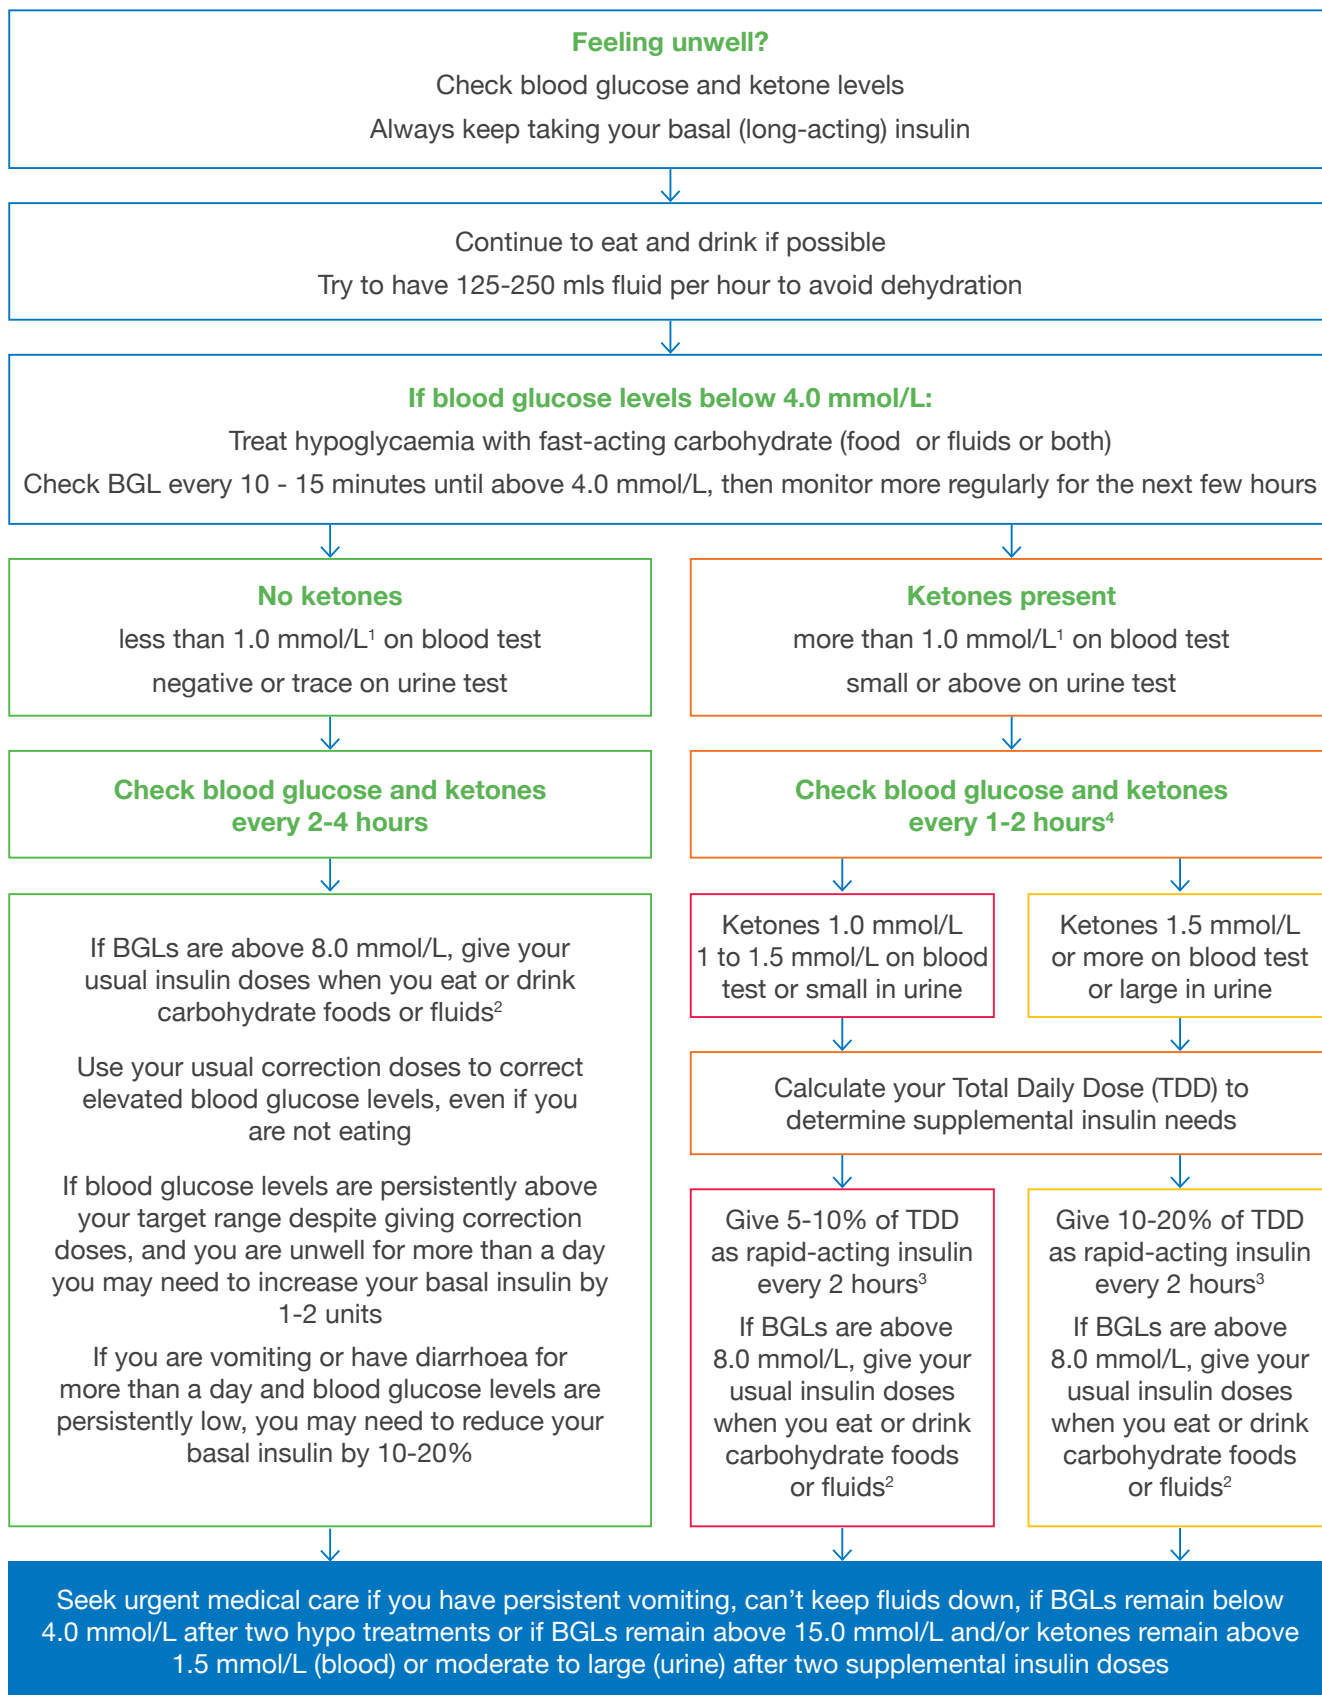 Feeling unwell?
Check blood glucose and ketone levels
Always keep taking your basal (long-acting) insulin
Continue to eat and drink if possible
Try to have 125-250 mls fluid per hour to avoid dehydration
If blood glucose levels below 4.0 mmol/L:
Treat hypoglycaemia with fast-acting carbohydrate (food or fluids or both)
Check BGL every 10 - 15 minutes until above 4.0 mmol/L, then monitor more regularly for the next few hours
No ketones
less than 1.0 mmol/L¹ on blood test
negative or trace on urine test
Check blood glucose and ketones
every 2-4 hours
If BGLs are above 8.0 mmol/L, give your
usual insulin doses when you eat or drink
carbohydrate foods or fluids²
Use your usual correction doses to correct
elevated blood glucose levels, even if you
are not eating
If blood glucose levels are persistently above
your target range despite giving correction
doses, and you are unwell for more than a day
you may need to increase your basal insulin by
1-2 units
If you are vomiting or have diarrhoea for
more than a day and blood glucose levels are
persistently low, you may need to reduce your
basal insulin by 10-20%
Ketones present
more than 1.0 mmol/L¹ on blood test
small or above on urine test
Check blood glucose and ketones
every 1-2 hours⁴
Ketones 1.0 mmol/L
1 to 1.5 mmol/L on blood
test or small in urine
Ketones 1.5 mmol/L
or more on blood test
or large in urine
Calculate your Total Daily Dose (TDD) to
determine supplemental insulin needs
Give 5-10% of TDD
as rapid-acting insulin
every 2 hours³
If BGLs are above
8.0 mmol/L, give your
usual insulin doses
when you eat or drink
carbohydrate foods
or fluids²
Give 10-20% of TDD
as rapid-acting insulin
every 2 hours³
If BGLs are above
8.0 mmol/L, give your
usual insulin doses
when you eat or drink
carbohydrate foods
or fluids²
Seek urgent medical care if you have persistent vomiting, can't keep fluids down, if BGLs remain below
4.0 mmol/L after two hypo treatments or if BGLs remain above 15.0 mmol/L and/or ketones remain above
1.5 mmol/L (blood) or moderate to large (urine) after two supplemental insulin doses